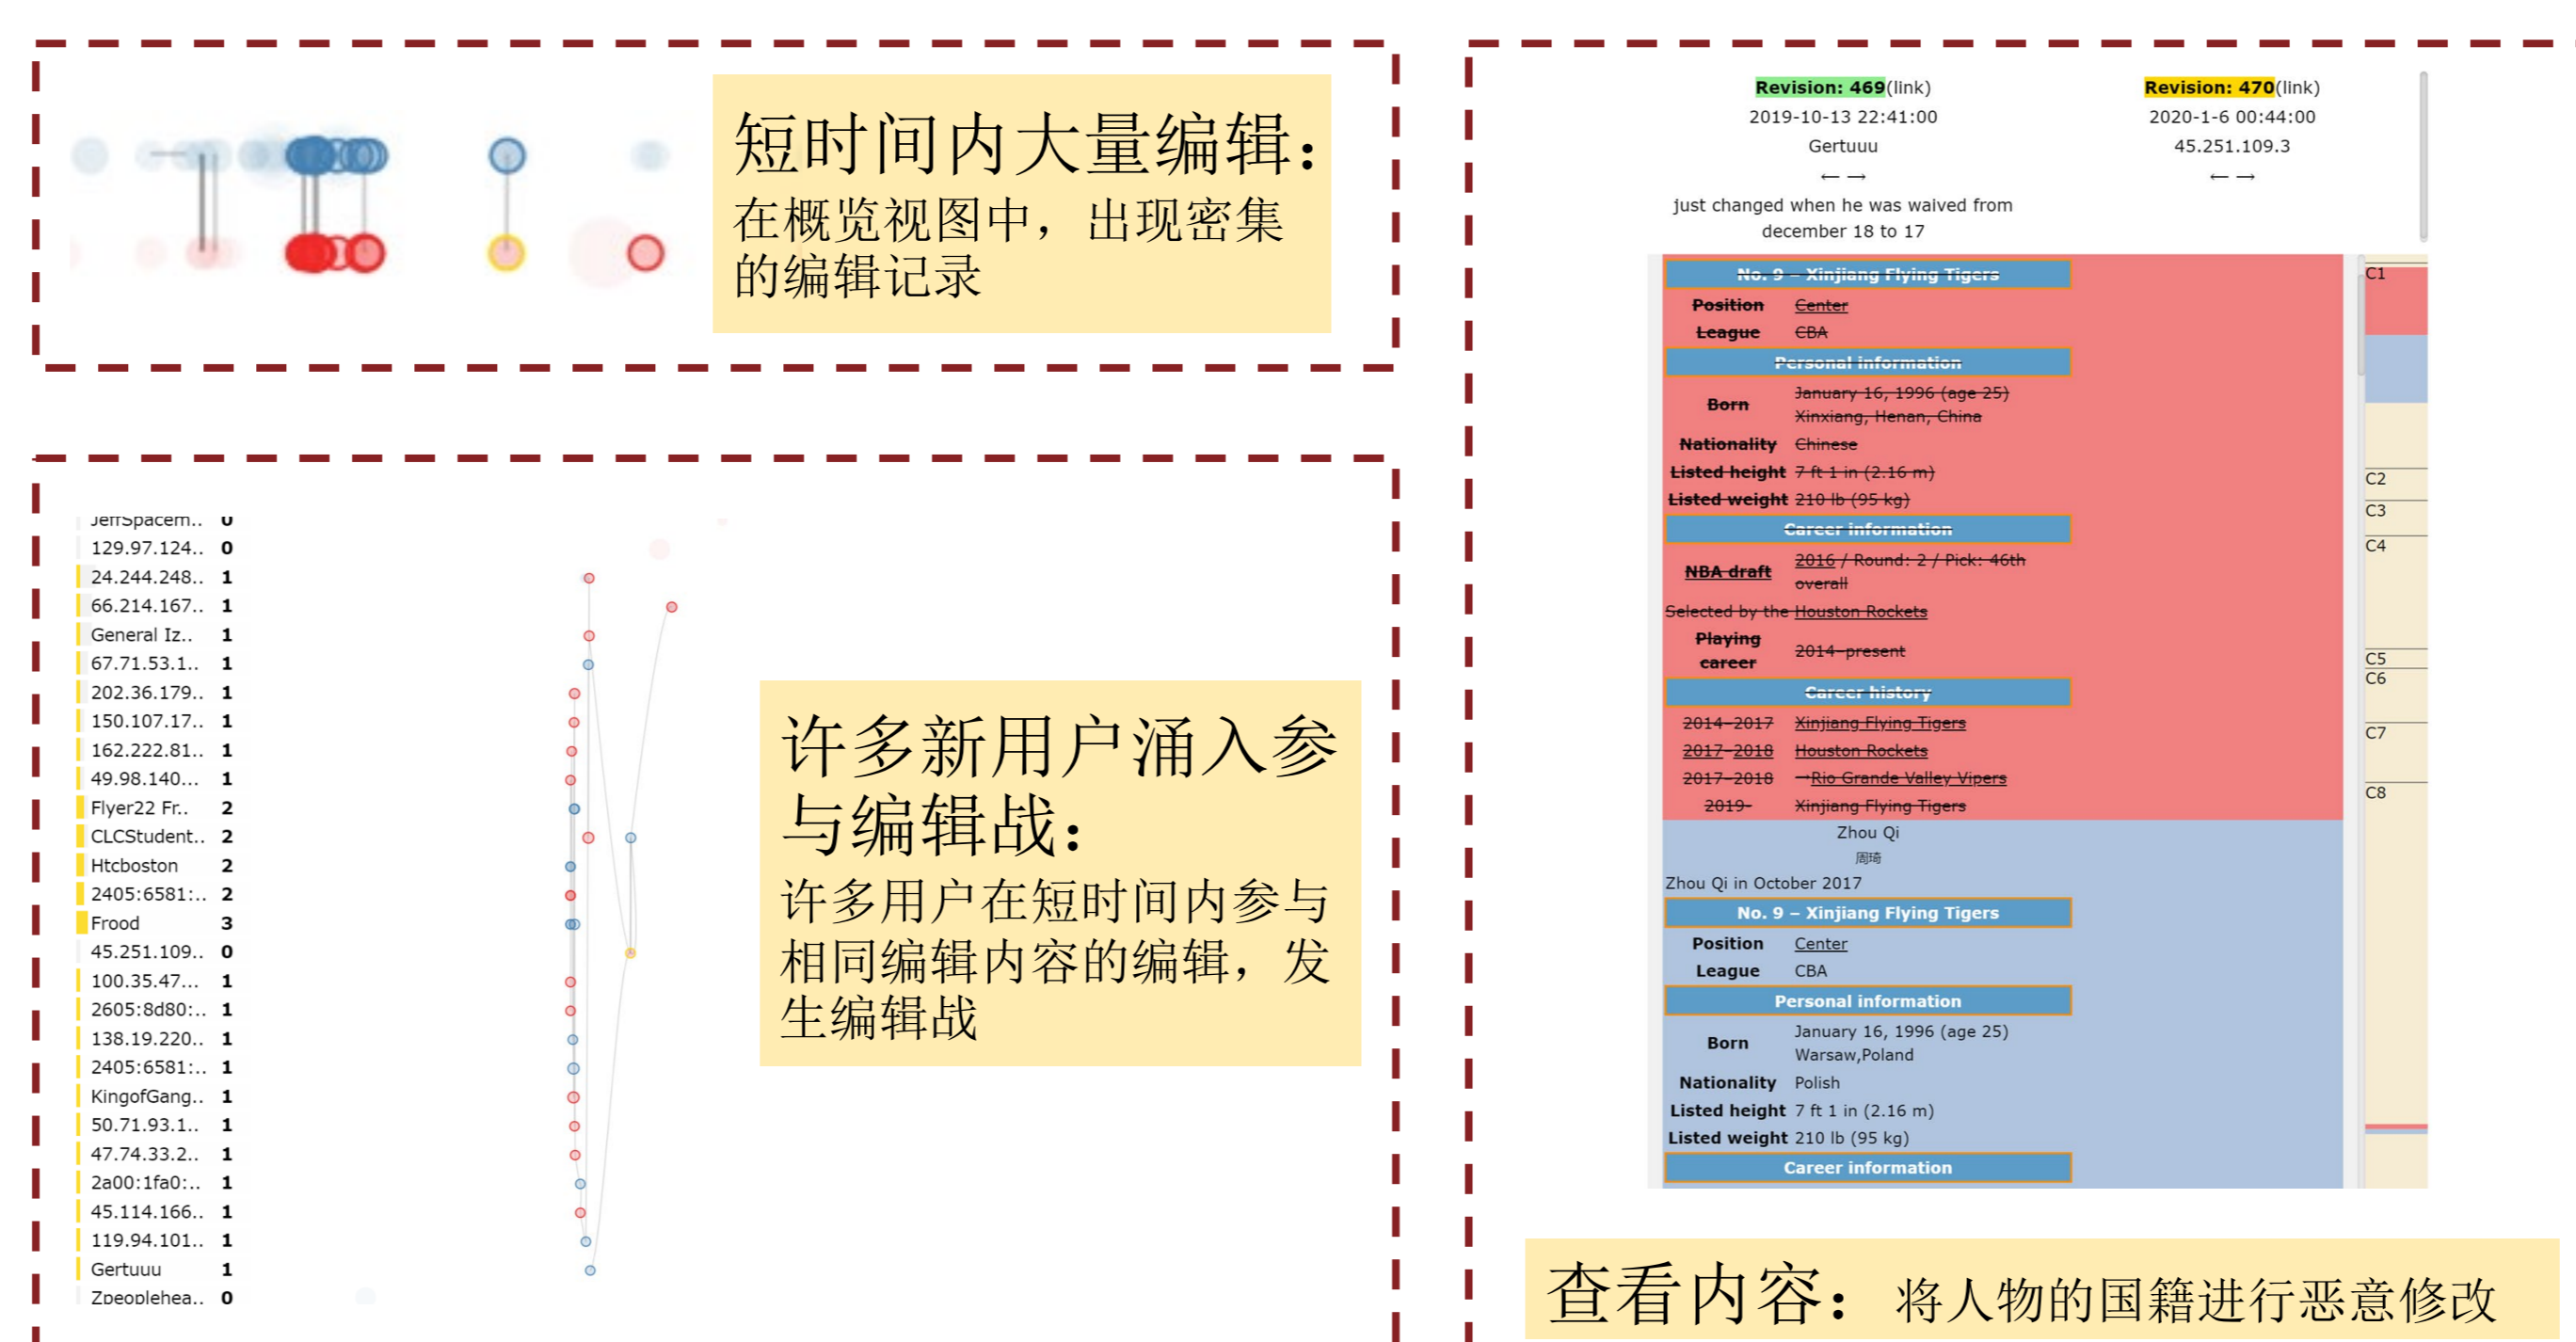 短时间内大量编辑：
在概览视图中，出现密集
的编辑记录
JeffSpacem.. 0
129.97.124.. 0
24.244.248.. 1
66.214.167.. 1
General Iz.. 1
67.71.53.1.. 1
202.36.179.. 1
150.107.17.. 1
162.222.81.. 1
49.98.140... 1
Flyer22 Fr.. 2
CLCStudent.. 2
Htcboston 2
2405:6581:.. 2
Frood 3
45.251.109.. 0
100.35.47... 1
2605:8d80:.. 1
138.19.220.. 1
2405:6581:.. 1
KingofGang.. 1
50.71.93.1.. 1
47.74.33.2.. 1
2a00:1fa0:.. 1
45.114.166.. 1
119.94.101.. 1
Gertuuu 1
Zpeoplehea.. 0
许多新用户涌入参
与编辑战：
许多用户在短时间内参与
相同编辑内容的编辑，发
生编辑战
Revision: 469(link)
2019-10-13 22:41:00
Gertuuu
← →
just changed when he was waived from
december 18 to 17
Revision: 470(link)
2020-1-6 00:44:00
45.251.109.3
← →
No. 9 – Xinjiang Flying Tigers
Position Center
League CBA
Personal information
Born January 16, 1996 (age 25)
Xinxiang, Henan, China
Nationality Chinese
Listed height 7 ft 1 in (2.16 m)
Listed weight 210 lb (95 kg)
Career information
NBA draft 2016 / Round: 2 / Pick: 46th
overall
Selected by the Houston Rockets
Playing
career 2014–present
Career history
2014–2017 Xinjiang Flying Tigers
2017–2018 Houston Rockets
2017–2018 →Rio Grande Valley Vipers
2019- Xinjiang Flying Tigers
Zhou Qi
周琦
Zhou Qi in October 2017
No. 9 – Xinjiang Flying Tigers
Position Center
League CBA
Personal information
Born January 16, 1996 (age 25)
Warsaw,Poland
Nationality Polish
Listed height 7 ft 1 in (2.16 m)
Listed weight 210 lb (95 kg)
Career information
C1
C2
C3
C4
C5
C6
C7
C8
查看内容：将人物的国籍进行恶意修改